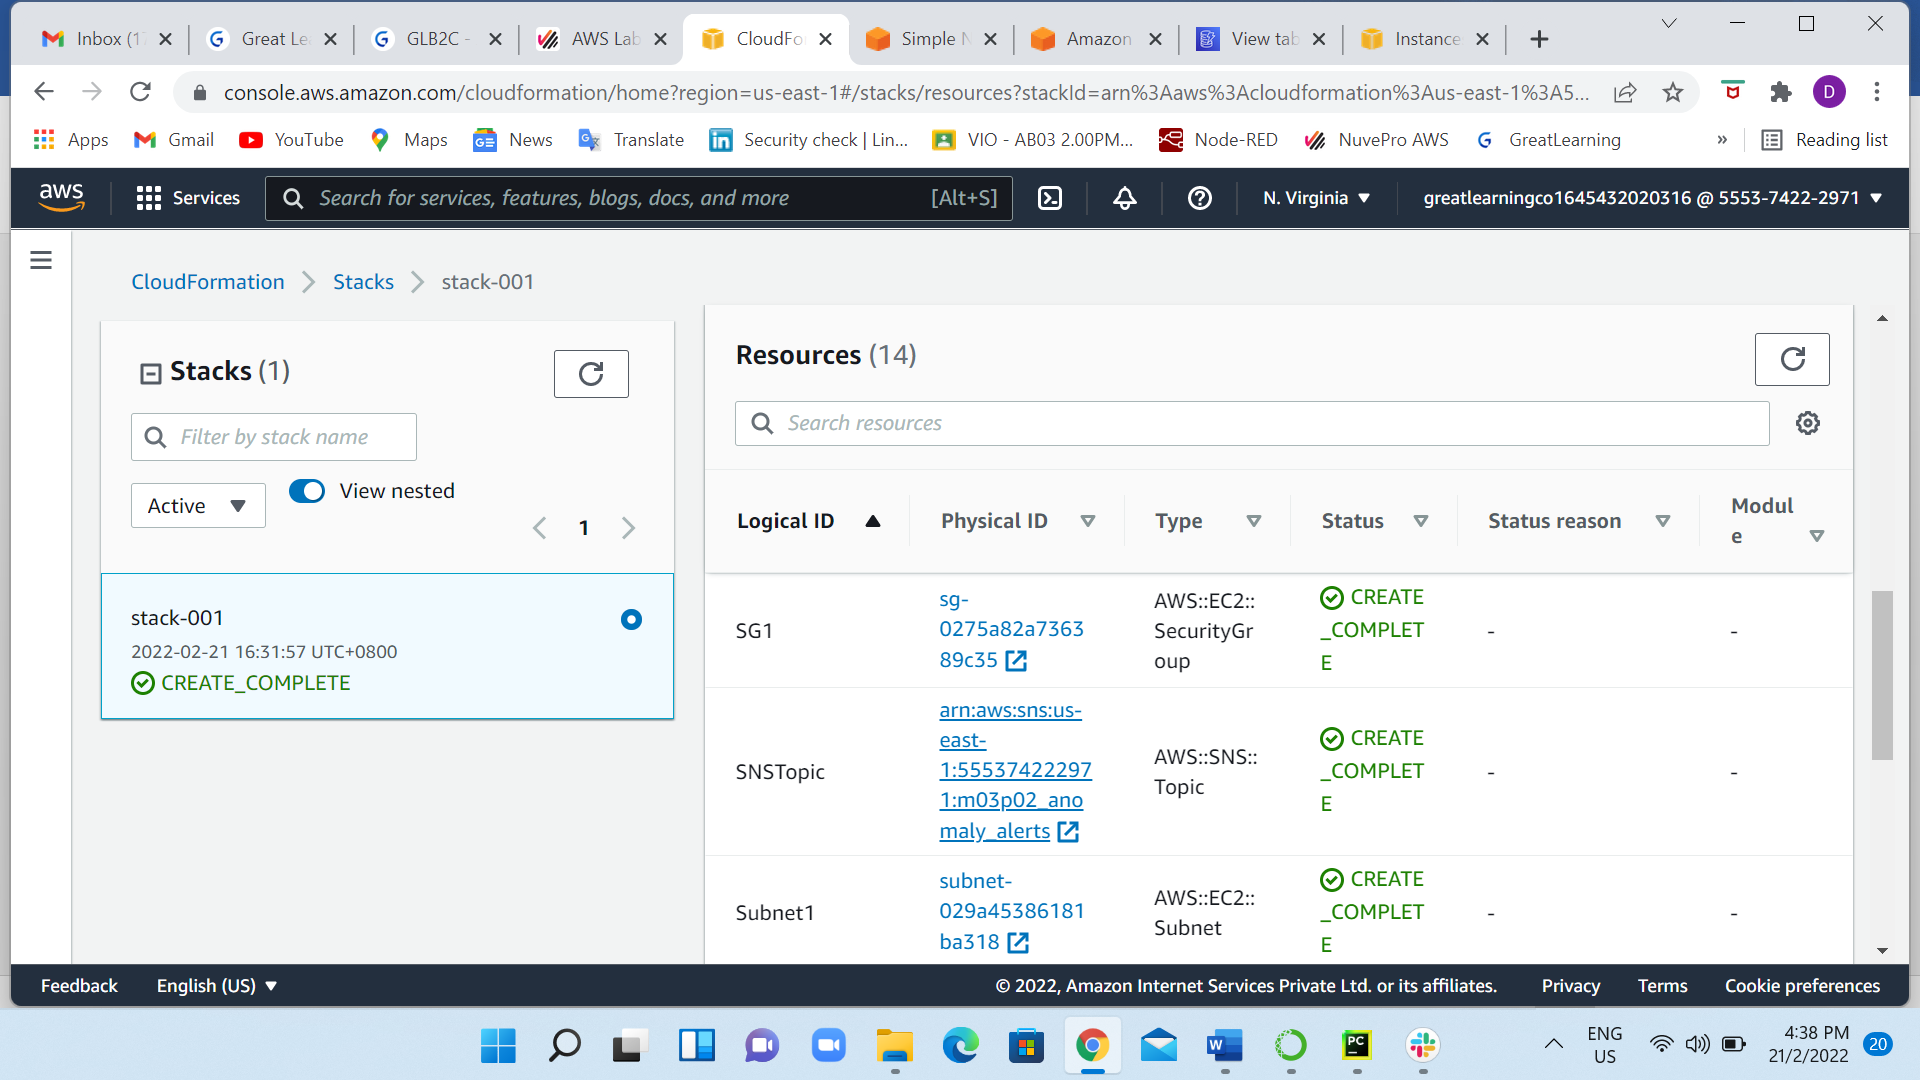 Inbox (1
Great Le
GLB2C -
AWS Lab
CloudFo
Simple N
Amazon
View tab
Instance
console.aws.amazon.com/cloudformation/home?region=us-east-1#/stacks/resources?stackId=arn%3Aaws%3Acloudformation%3Aus-east-1%3A5...
D
Apps
Gmail
YouTube
Maps
News
Translate
Security check | Lin...
VIO - AB03 2.00PM...
Node-RED
NuvePro AWS
GreatLearning
»
Reading list
aws
Services
Search for services, features, blogs, docs, and more
[Alt+S]
N. Virginia ▼
greatlearningco1645432020316 @ 5553-7422-2971 ▼
CloudFormation
Stacks
stack-001
Stacks (1)
Filter by stack name
Active
View nested
1
stack-001
2022-02-21 16:31:57 UTC+0800
CREATE_COMPLETE
Resources (14)
Search resources
Logical ID
Physical ID
Type
Status
Status reason
Modul
e
SG1
sg-
0275a82a7363
89c35
AWS::EC2::
SecurityGr
oup
CREATE
_COMPLET
E
-
-
SNSTopic
arn:aws:sns:us-
east-
1:55537422297
1:m03p02_ano
maly_alerts
AWS::SNS::
Topic
CREATE
_COMPLET
E
-
-
Subnet1
subnet-
029a45386181
ba318
AWS::EC2::
Subnet
CREATE
_COMPLET
E
-
-
Feedback
English (US) ▼
© 2022, Amazon Internet Services Private Ltd. or its affiliates.
Privacy
Terms
Cookie preferences
W
PC
ENG
US
4:38 PM
21/2/2022
20